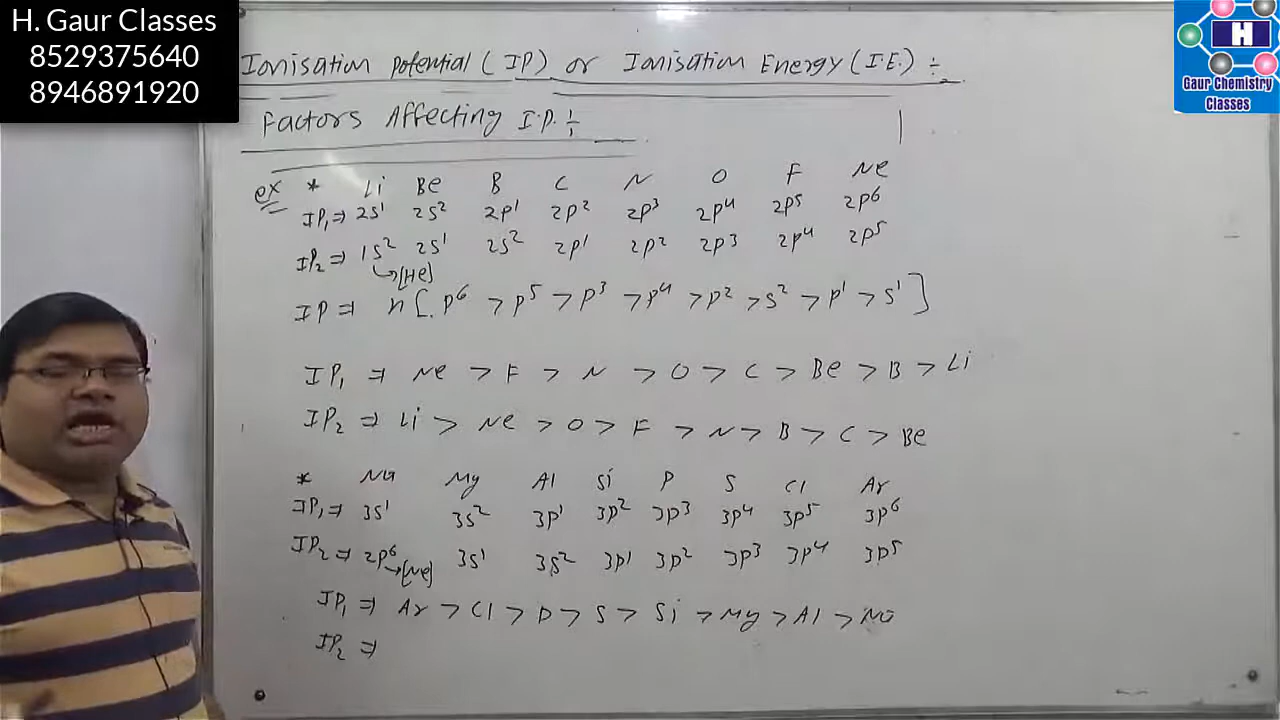 H. Gaur Classes
8529375640
8946891920
H
Gaur Chemistry
Classes
Ionisation Potential (IP) or Ionisation Energy (I.E.) ÷
Factors Affecting I.P. ÷
ex * Li Be B C N O F Ne
IP₁ ⇒ 2s¹ 2s² 2p¹ 2p² 2p³ 2p⁴ 2p⁵ 2p⁶
IP₂ ⇒ 1s² 2s¹ 2s² 2p¹ 2p² 2p³ 2p⁴ 2p⁵
↳[He]
IP ⇒ n[. p⁶ > p⁵ > p³ > p⁴ > p² > s² > p¹ > s¹ ]
IP₁ ⇒ Ne > F > N > O > C > Be > B > Li
IP₂ ⇒ Li > Ne > O > F > N > B > C > Be
* Na Mg Al Si P S Cl Ar
IP₁ ⇒ 3s¹ 3s² 3p¹ 3p² 3p³ 3p⁴ 3p⁵ 3p⁶
IP₂ ⇒ 2p⁶ 3s¹ 3s² 3p¹ 3p² 3p³ 3p⁴ 3p⁵
↳[Ne]
IP₁ ⇒ Ar > Cl > P > S > Si > Mg > Al > Na
IP₂ ⇒